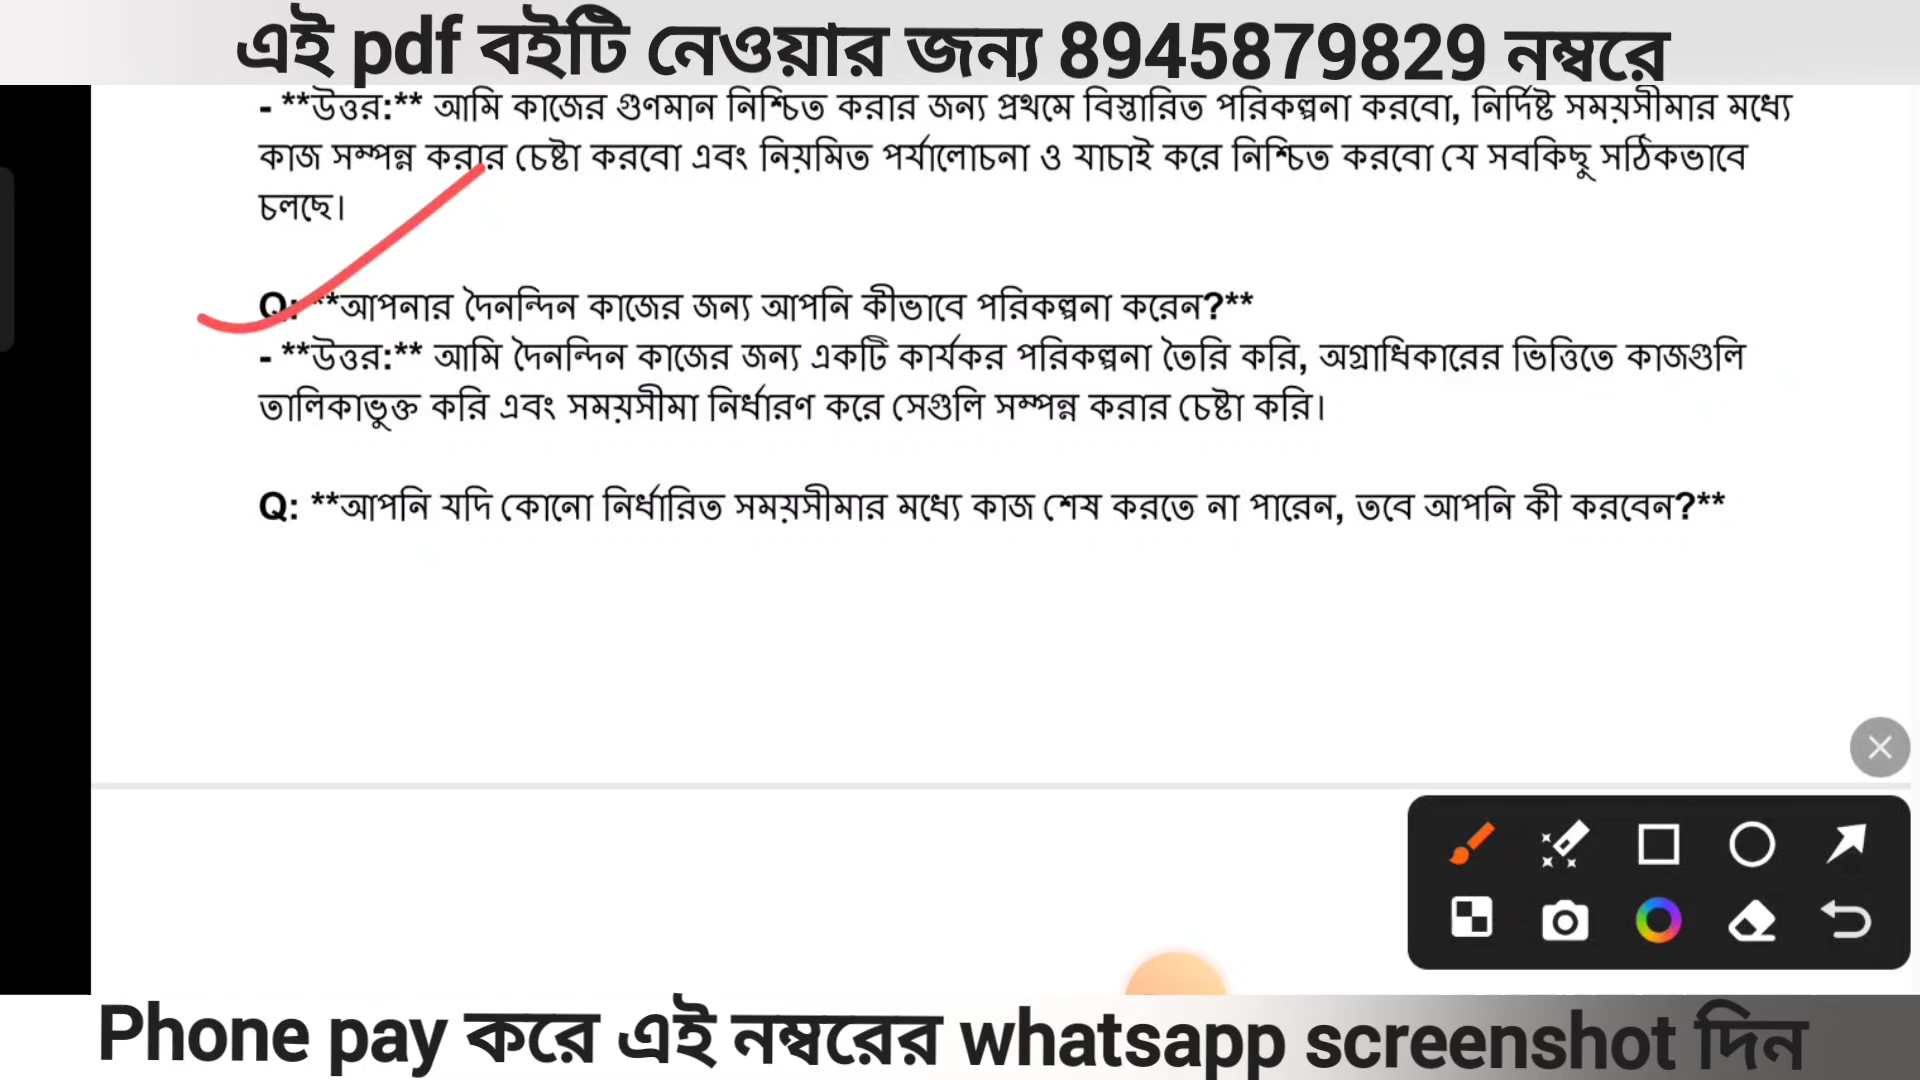 এই pdf বইটি নেওয়ার জন্য 8945879829 নম্বরে
- **উত্তর:** আমি কাজের গুণমান নিশ্চিত করার জন্য প্রথমে বিস্তারিত পরিকল্পনা করবো, নির্দিষ্ট সময়সীমার মধ্যে
কাজ সম্পন্ন করার চেষ্টা করবো এবং নিয়মিত পর্যালোচনা ও যাচাই করে নিশ্চিত করবো যে সবকিছু সঠিকভাবে
চলছে।
Q: **আপনার দৈনন্দিন কাজের জন্য আপনি কীভাবে পরিকল্পনা করেন?**
- **উত্তর:** আমি দৈনন্দিন কাজের জন্য একটি কার্যকর পরিকল্পনা তৈরি করি, অগ্রাধিকারের ভিত্তিতে কাজগুলি
তালিকাভুক্ত করি এবং সময়সীমা নির্ধারণ করে সেগুলি সম্পন্ন করার চেষ্টা করি।
Q: **আপনি যদি কোনো নির্ধারিত সময়সীমার মধ্যে কাজ শেষ করতে না পারেন, তবে আপনি কী করবেন?**
Phone pay করে এই নম্বরের whatsapp screenshot দিন